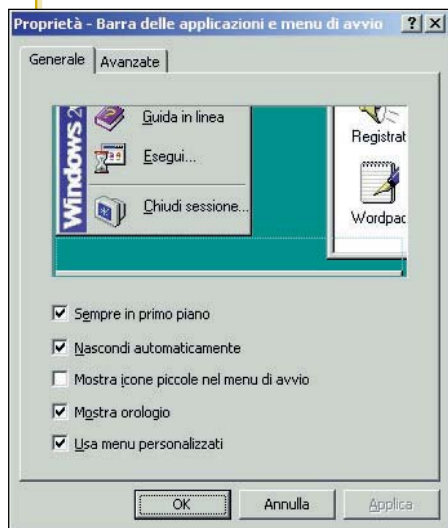 Proprietà - Barra delle applicazioni e menu di avvio
Generale Avanzate
Windows 2
Guida in linea
Esegui...
Chiudi sessione...
Registrat
Wordpac
Sempre in primo piano
Nascondi automaticamente
Mostra icone piccole nel menu di avvio
Mostra orologio
Usa menu personalizzati
OK Annulla Applica